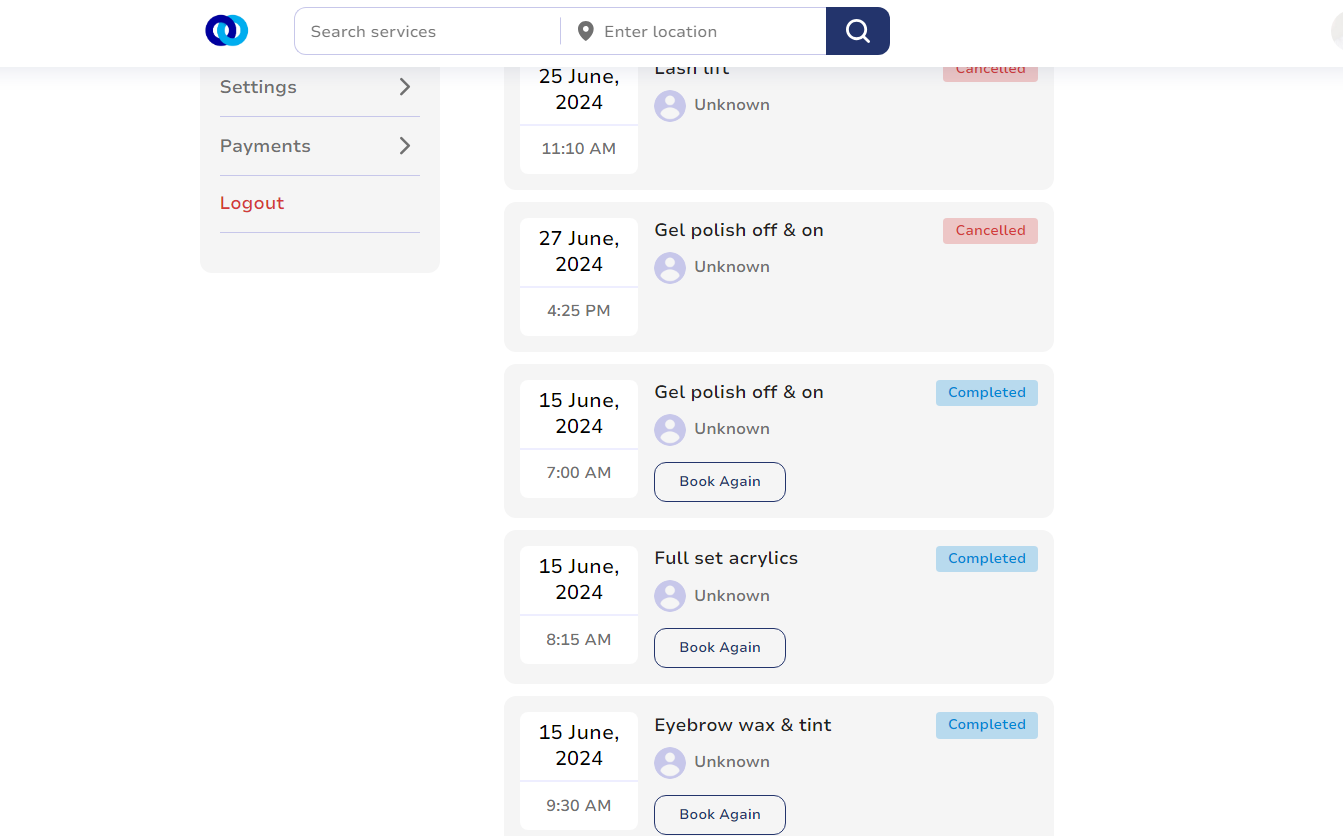 Search services
Enter location
Settings
Payments
Logout
25 June,
2024
11:10 AM
Lash lift
Unknown
Cancelled
27 June,
2024
4:25 PM
Gel polish off & on
Unknown
Cancelled
15 June,
2024
7:00 AM
Gel polish off & on
Unknown
Book Again
Completed
15 June,
2024
8:15 AM
Full set acrylics
Unknown
Book Again
Completed
15 June,
2024
9:30 AM
Eyebrow wax & tint
Unknown
Book Again
Completed